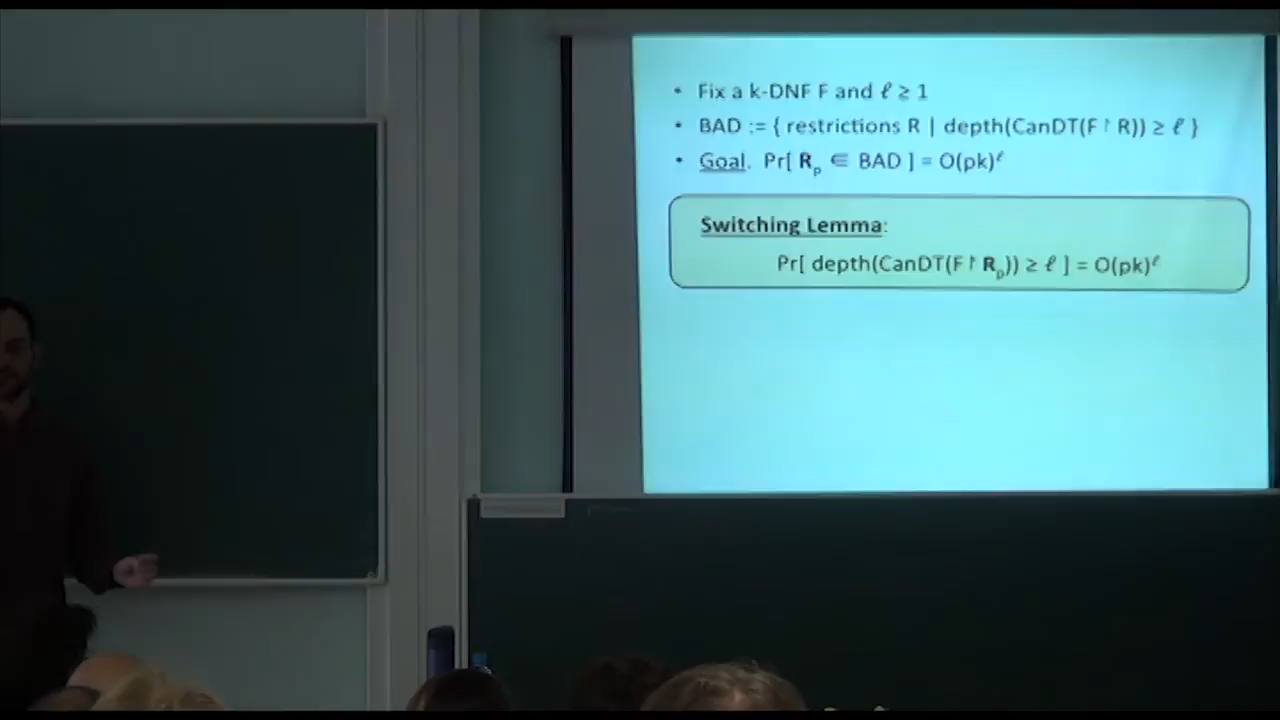 • Fix a k-DNF F and ℓ ≥ 1
• BAD := { restrictions R | depth(CanDT(F↾R)) ≥ ℓ }
• Goal. Pr[ Rₚ ∈ BAD ] = O(pk)^ℓ
Switching Lemma:
Pr[ depth(CanDT(F↾Rₚ)) ≥ ℓ ] = O(pk)^ℓ